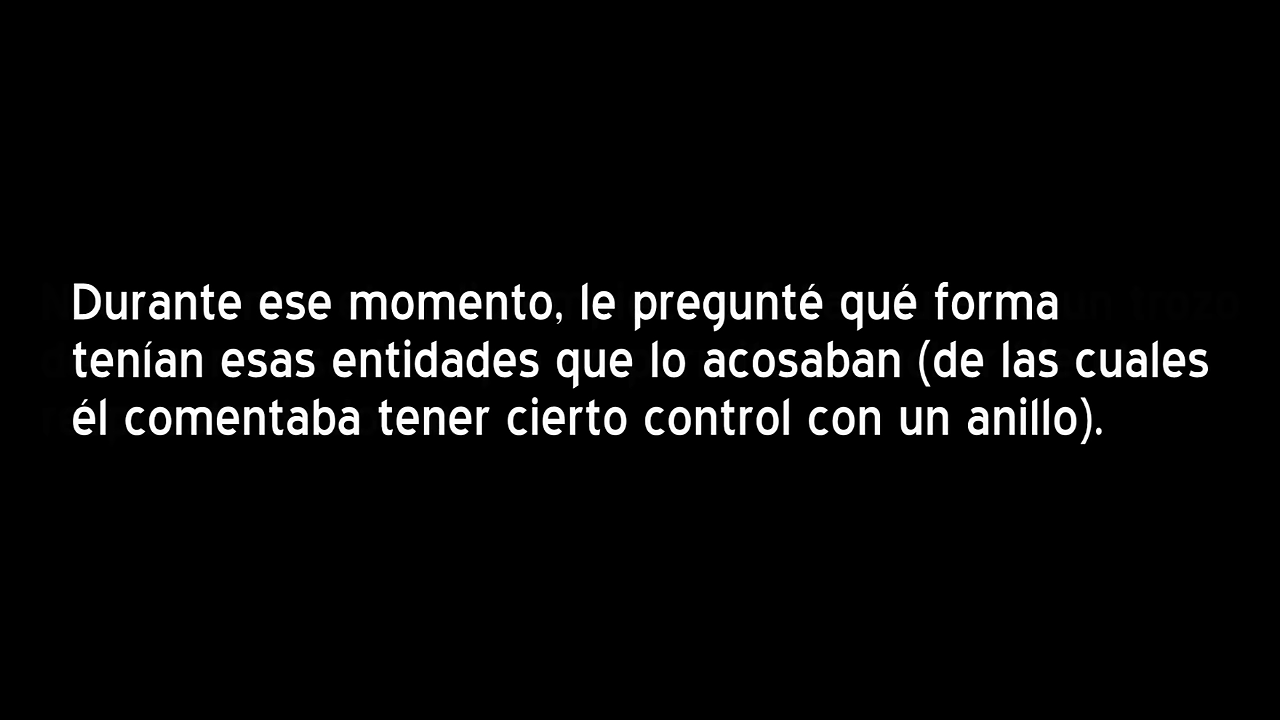 Durante ese momento, le pregunté qué forma
tenían esas entidades que lo acosaban (de las cuales
él comentaba tener cierto control con un anillo).